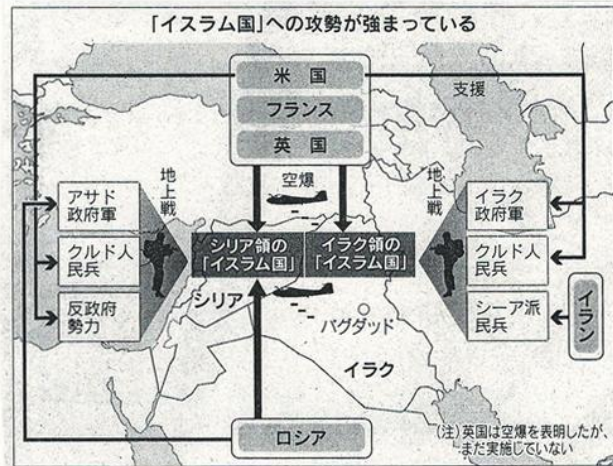 「イスラム国」への攻勢が強まっている
米国
フランス
英国
支援
空爆
地上戦
アサド
政府軍
クルド人
民兵
反政府
勢力
シリア領の
「イスラム国」
イラク領の
「イスラム国」
地上戦
イラク
政府軍
クルド人
民兵
シーア派
民兵
イラン
シリア
バグダッド
イラク
ロシア
(注)英国は空爆を表明したが、
まだ実施していない